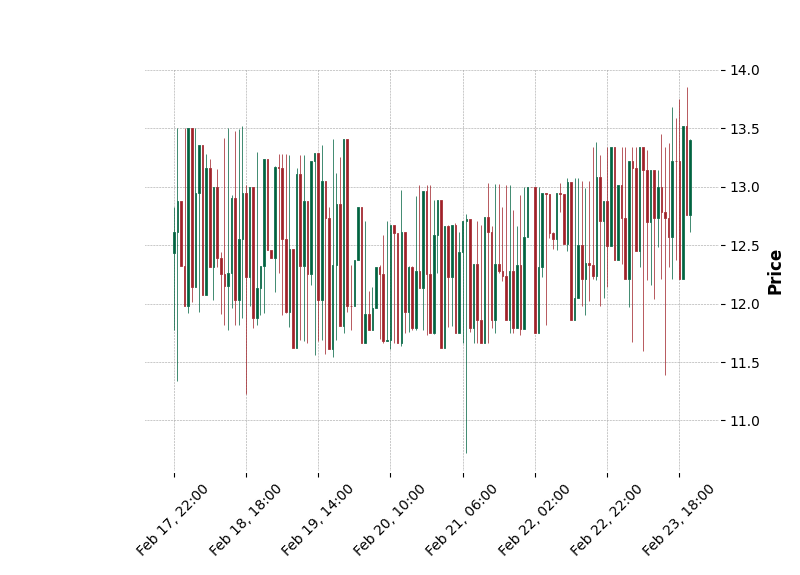 14.0
13.5
13.0
12.5
12.0
11.5
11.0
Price
Feb 17, 22:00
Feb 18, 18:00
Feb 19, 14:00
Feb 20, 10:00
Feb 21, 06:00
Feb 22, 02:00
Feb 22, 22:00
Feb 23, 18:00